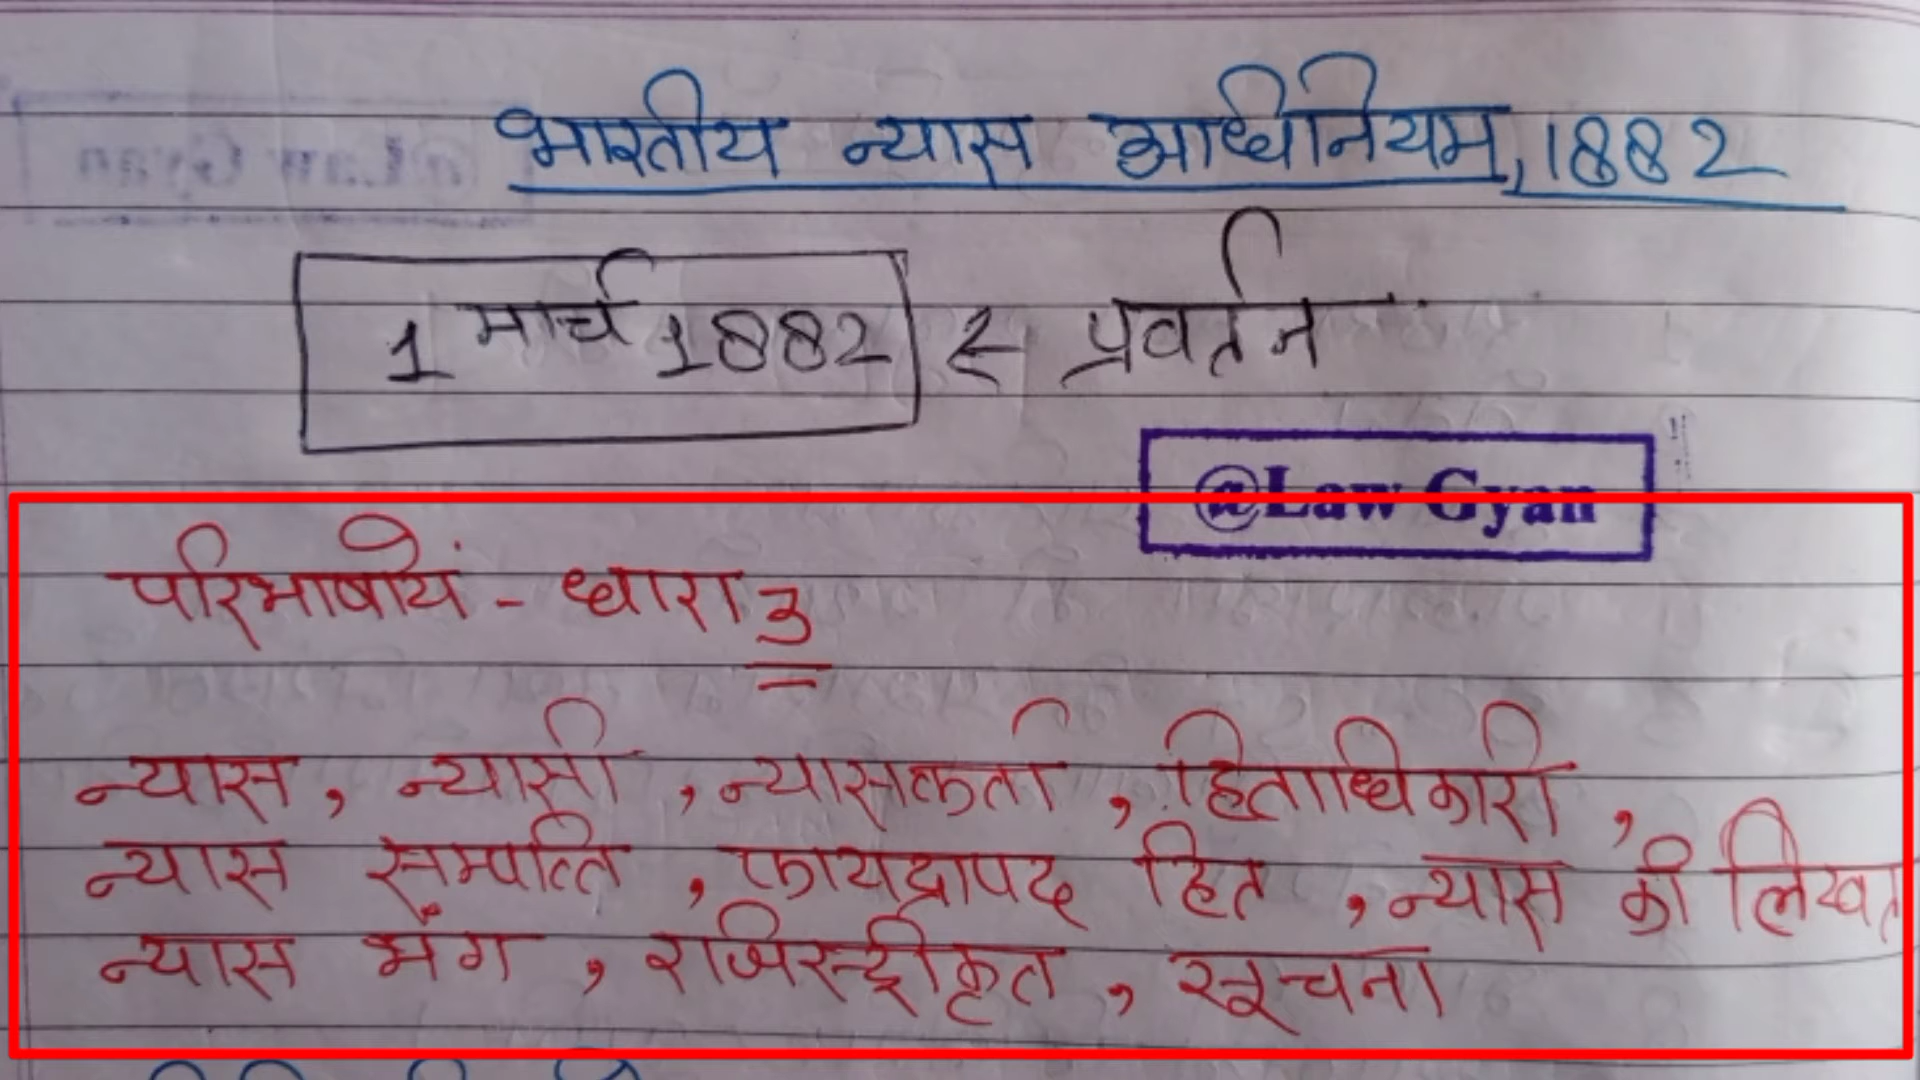 भारतीय न्यास अधिनियम, 1882
1 मार्च 1882 से प्रवर्तन
@Law Gyan
परिभाषायें - धारा 3
न्यास, न्यासी, न्यासकर्ता, हिताधिकारी,
न्यास सम्पत्ति, फायदाप्रद हित, न्यास की लिखत
न्यास भंग, रजिस्ट्रीकृत, सूचना